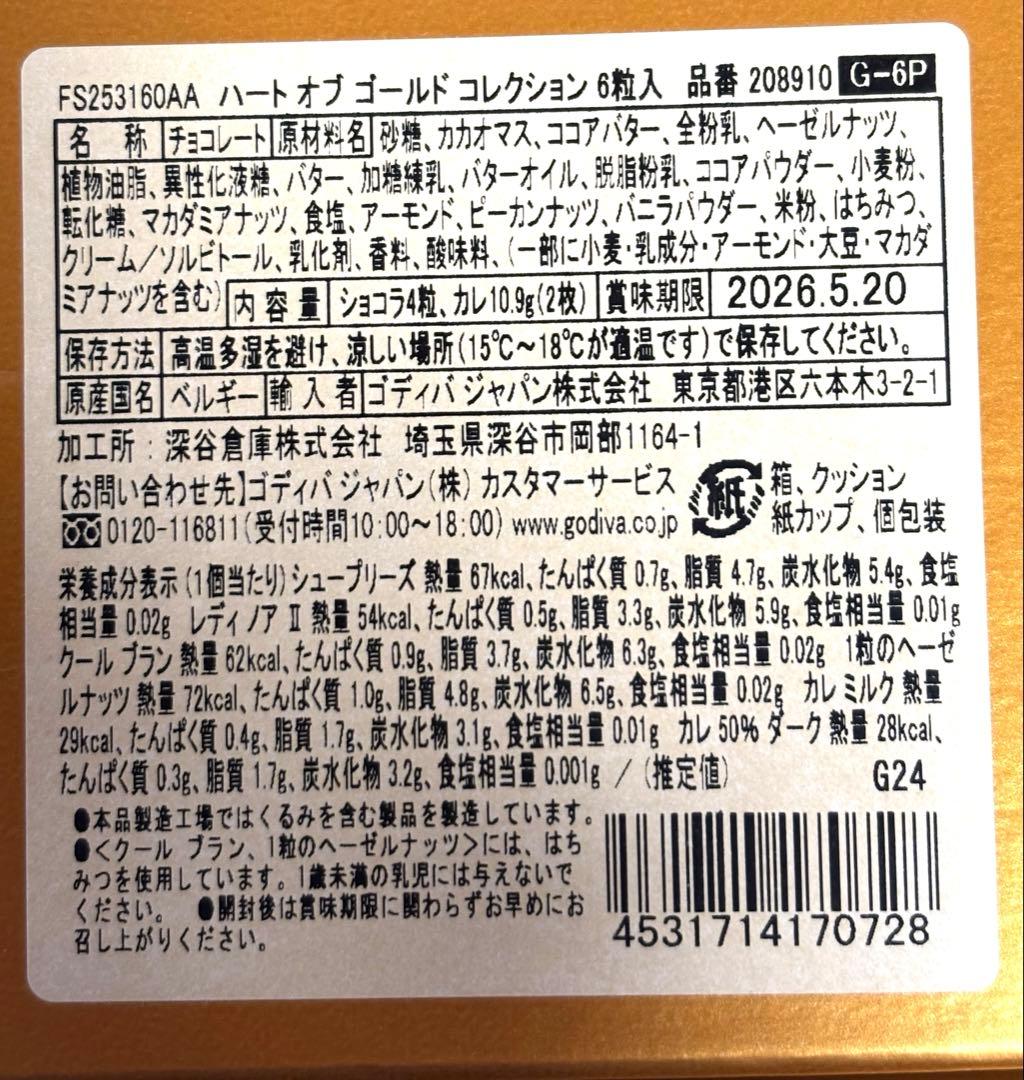 FS253160AA ハート オブ ゴールド コレクション 6粒入 品番 208910 G-6P
名 称 チョコレート 原材料名 砂糖、カカオマス、ココアバター、全粉乳、ヘーゼルナッツ、
植物油脂、異性化液糖、バター、加糖練乳、バターオイル、脱脂粉乳、ココアパウダー、小麦粉、
転化糖、マカダミアナッツ、食塩、アーモンド、ピーカンナッツ、バニラパウダー、米粉、はちみつ、
クリーム／ソルビトール、乳化剤、香料、酸味料、(一部に小麦・乳成分・アーモンド・大豆・マカダ
ミアナッツを含む) 内 容 量 ショコラ4粒、カレ10.9g(2枚) 賞味期限 2026.5.20
保存方法 高温多湿を避け、涼しい場所(15℃～18℃が適温です)で保存してください。
原産国名 ベルギー 輸 入 者 ゴディバ ジャパン株式会社 東京都港区六本木3-2-1
加工所 : 深谷倉庫株式会社 埼玉県深谷市岡部1164-1
【お問い合わせ先】ゴディバ ジャパン(株) カスタマーサービス 紙 箱、クッション
0120-116811(受付時間10:00～18:00) www.godiva.co.jp 紙カップ、個包装
栄養成分表示 (1個当たり) シュープリーズ 熱量 67kcal、たんぱく質 0.7g、脂質 4.7g、炭水化物 5.4g、食塩
相当量 0.02g レディ ノア Ⅱ 熱量 54kcal、たんぱく質 0.5g、脂質 3.3g、炭水化物 5.9g、食塩相当量 0.01g
クール ブラン 熱量 62kcal、たんぱく質 0.9g、脂質 3.7g、炭水化物 6.3g、食塩相当量 0.02g 1粒のヘーゼ
ルナッツ 熱量 72kcal、たんぱく質 1.0g、脂質 4.8g、炭水化物 6.5g、食塩相当量 0.02g カレ ミルク 熱量
29kcal、たんぱく質 0.4g、脂質 1.7g、炭水化物 3.1g、食塩相当量 0.01g カレ 50% ダーク 熱量 28kcal、
たんぱく質 0.3g、脂質 1.7g、炭水化物 3.2g、食塩相当量 0.001g / (推定値) G24
●本品製造工場ではくるみを含む製品を製造しています。
●<クール ブラン、1粒のヘーゼルナッツ>には、はち
みつを使用しています。1歳未満の乳児には与えないで
ください。 ●開封後は賞味期限に関わらずお早めにお
召し上がりください。
4531714170728